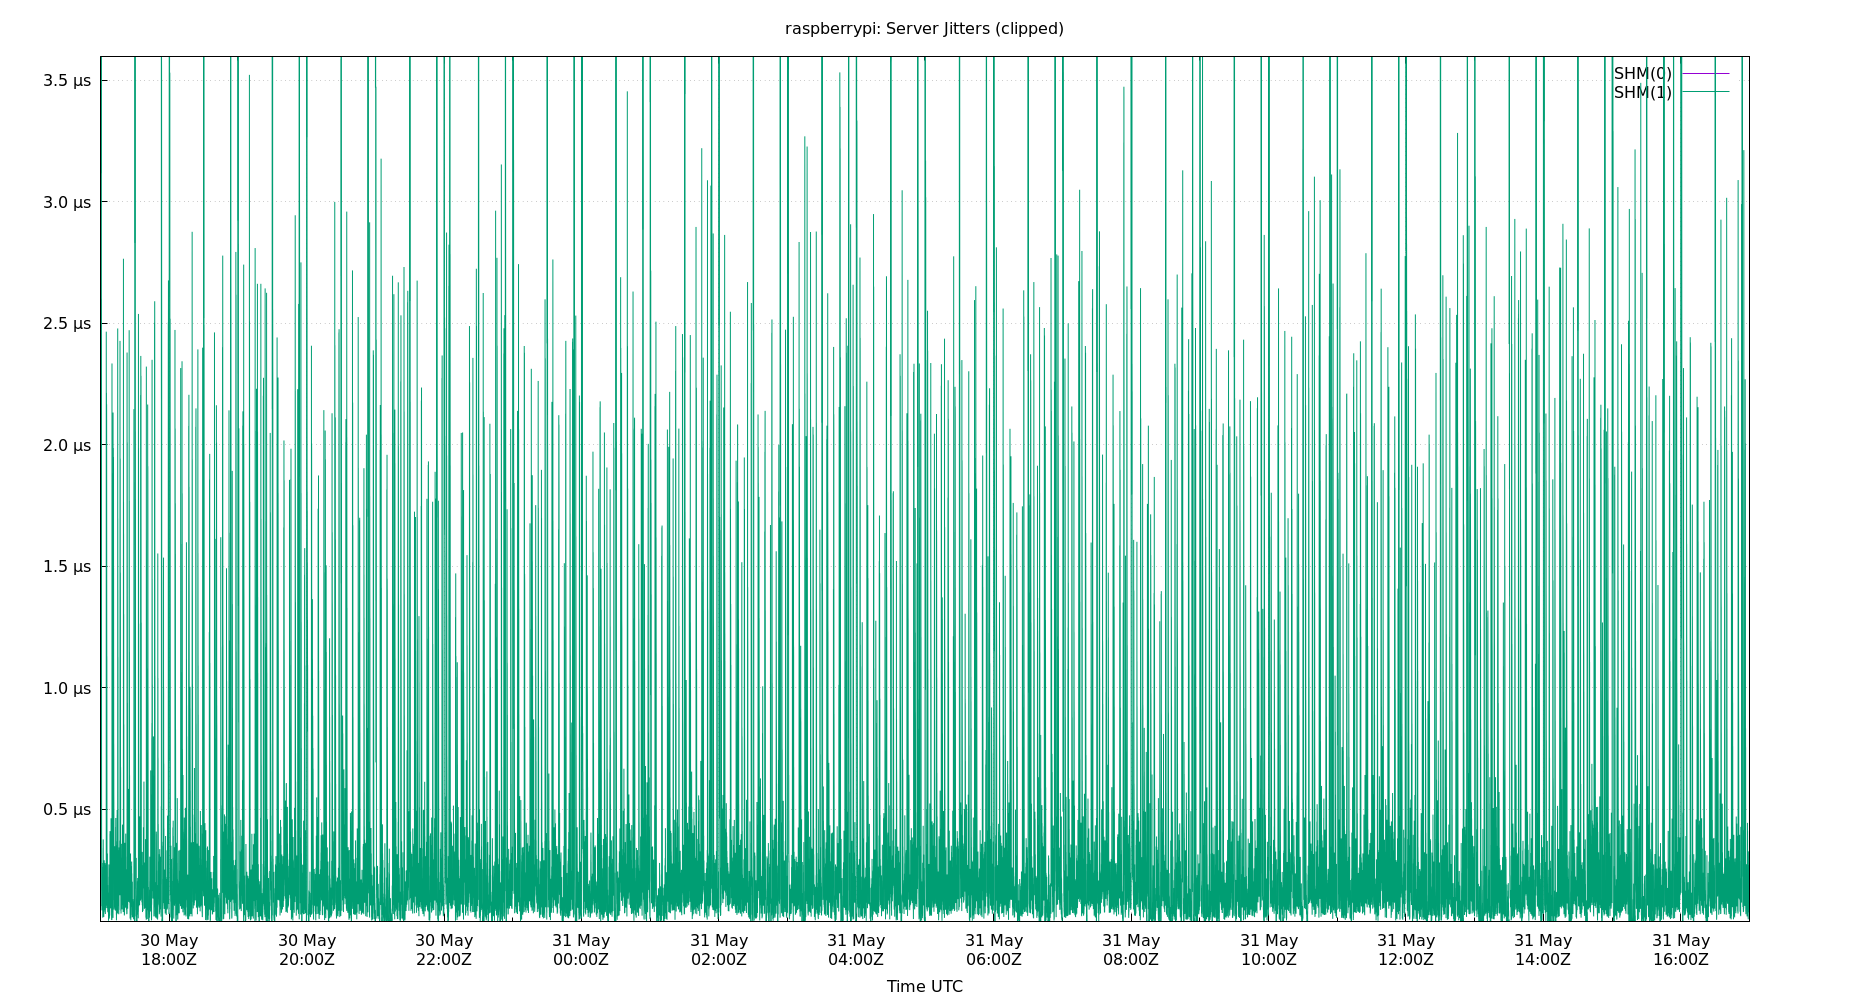 raspberrypi: Server Jitters (clipped)
SHM(0)
SHM(1)
3.5 µs
3.0 µs
2.5 µs
2.0 µs
1.5 µs
1.0 µs
0.5 µs
30 May 30 May 30 May 31 May 31 May 31 May 31 May 31 May 31 May 31 May 31 May 31 May
18:00Z 20:00Z 22:00Z 00:00Z 02:00Z 04:00Z 06:00Z 08:00Z 10:00Z 12:00Z 14:00Z 16:00Z
Time UTC